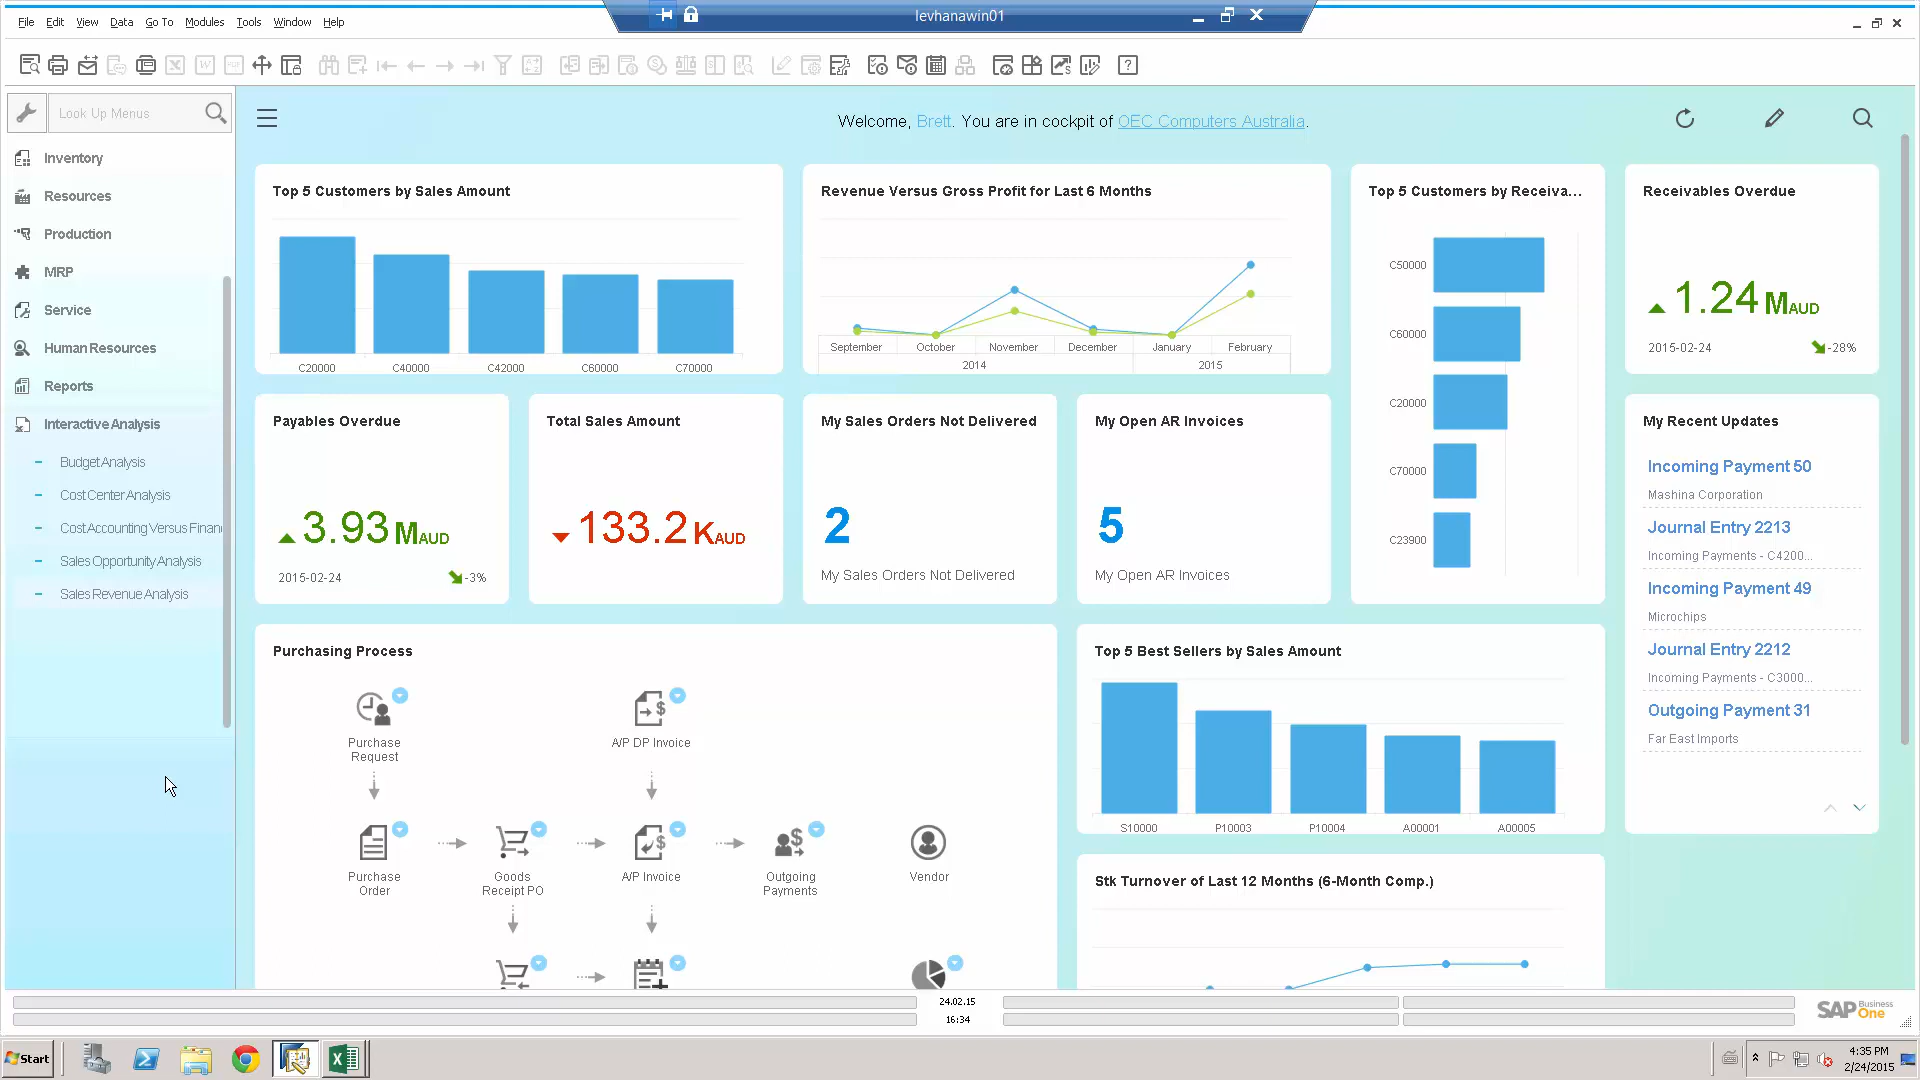 levhanawin01
File Edit View Data Go To Modules Tools Window Help
Look Up Menus
Welcome, Brett. You are in cockpit of OEC Computers Australia.
Inventory
Resources
Production
MRP
Service
Human Resources
Reports
Interactive Analysis
Budget Analysis
Cost Center Analysis
Cost Accounting Versus Finan
Sales Opportunity Analysis
Sales Revenue Analysis
Top 5 Customers by Sales Amount
C20000 C40000 C42000 C60000 C70000
Revenue Versus Gross Profit for Last 6 Months
September October November December January February
2014 2015
Top 5 Customers by Receiva...
C50000
C60000
C20000
C70000
C23900
Receivables Overdue
1.24 M AUD
2015-02-24 -28%
Payables Overdue
3.93 M AUD
2015-02-24 -3%
Total Sales Amount
133.2 K AUD
My Sales Orders Not Delivered
2
My Sales Orders Not Delivered
My Open AR Invoices
5
My Open AR Invoices
My Recent Updates
Incoming Payment 50
Mashina Corporation
Journal Entry 2213
Incoming Payments - C4200...
Incoming Payment 49
Microchips
Journal Entry 2212
Incoming Payments - C3000...
Outgoing Payment 31
Far East Imports
Purchasing Process
Purchase
Request
A/P DP Invoice
Purchase
Order
Goods
Receipt PO
A/P Invoice
Outgoing
Payments
Vendor
Top 5 Best Sellers by Sales Amount
S10000 P10003 P10004 A00001 A00005
Stk Turnover of Last 12 Months (6-Month Comp.)
24.02.15
16:34
SAP Business One
Start
4:35 PM
2/24/2015